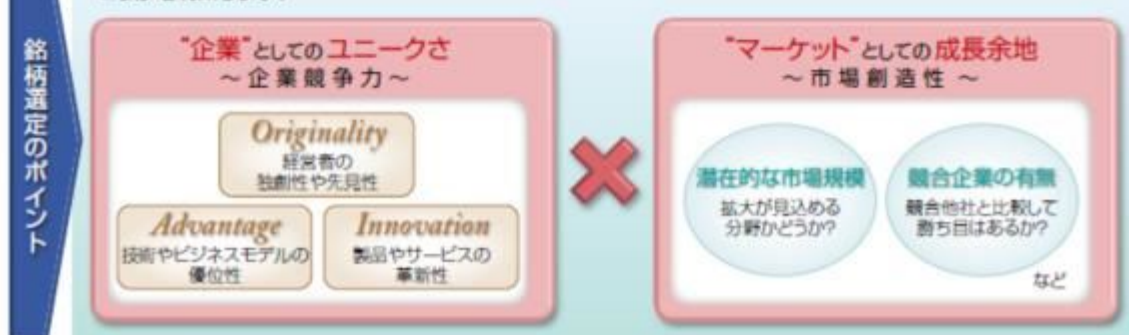 銘柄選定のポイント
"企業"としてのユニークさ
～企業競争力～
Originality
経営者の
独創性や先見性
Advantage
技術やビジネスモデルの
優位性
Innovation
製品やサービスの
革新性
"マーケット"としての成長余地
～市場創造性～
潜在的な市場規模
拡大が見込める
分野かどうか?
競合企業の有無
競合他社と比較して
勝ち目はあるか?
など